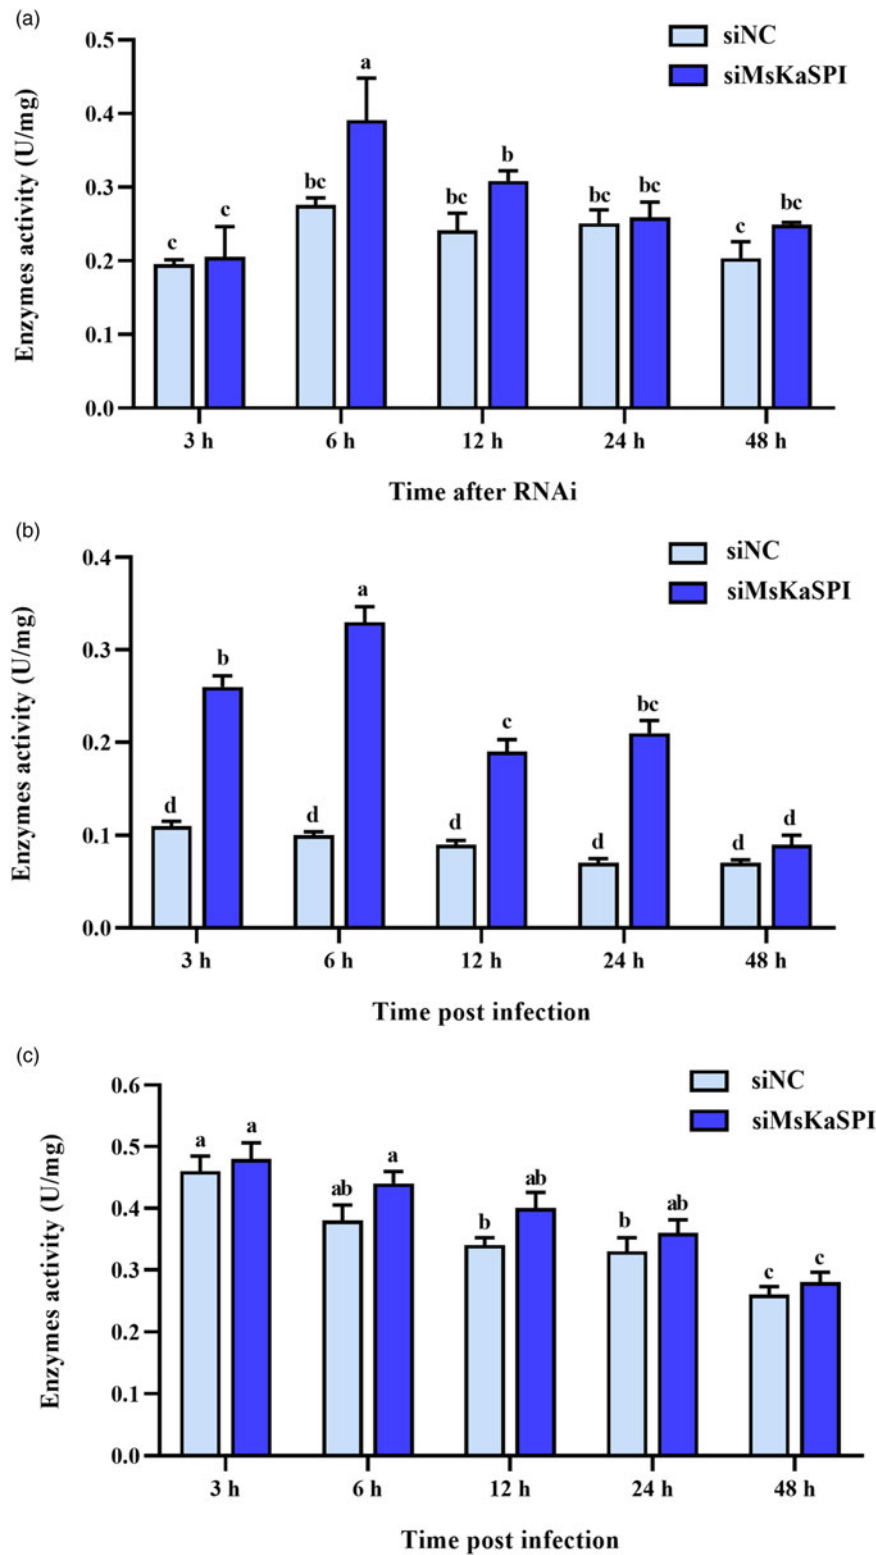 (a)
siNC
siMsKaSPI
Enzymes activity (U/mg)
0.5
0.4
0.3
0.2
0.1
0.0
c c bc a bc b bc bc c bc
3 h 6 h 12 h 24 h 48 h
Time after RNAi
(b)
siNC
siMsKaSPI
Enzymes activity (U/mg)
0.4
0.3
0.2
0.1
0.0
d b d a d c d bc d d
3 h 6 h 12 h 24 h 48 h
Time post infection
(c)
siNC
siMsKaSPI
Enzymes activity (U/mg)
0.6
0.5
0.4
0.3
0.2
0.1
0.0
a a ab a b ab b ab c c
3 h 6 h 12 h 24 h 48 h
Time post infection